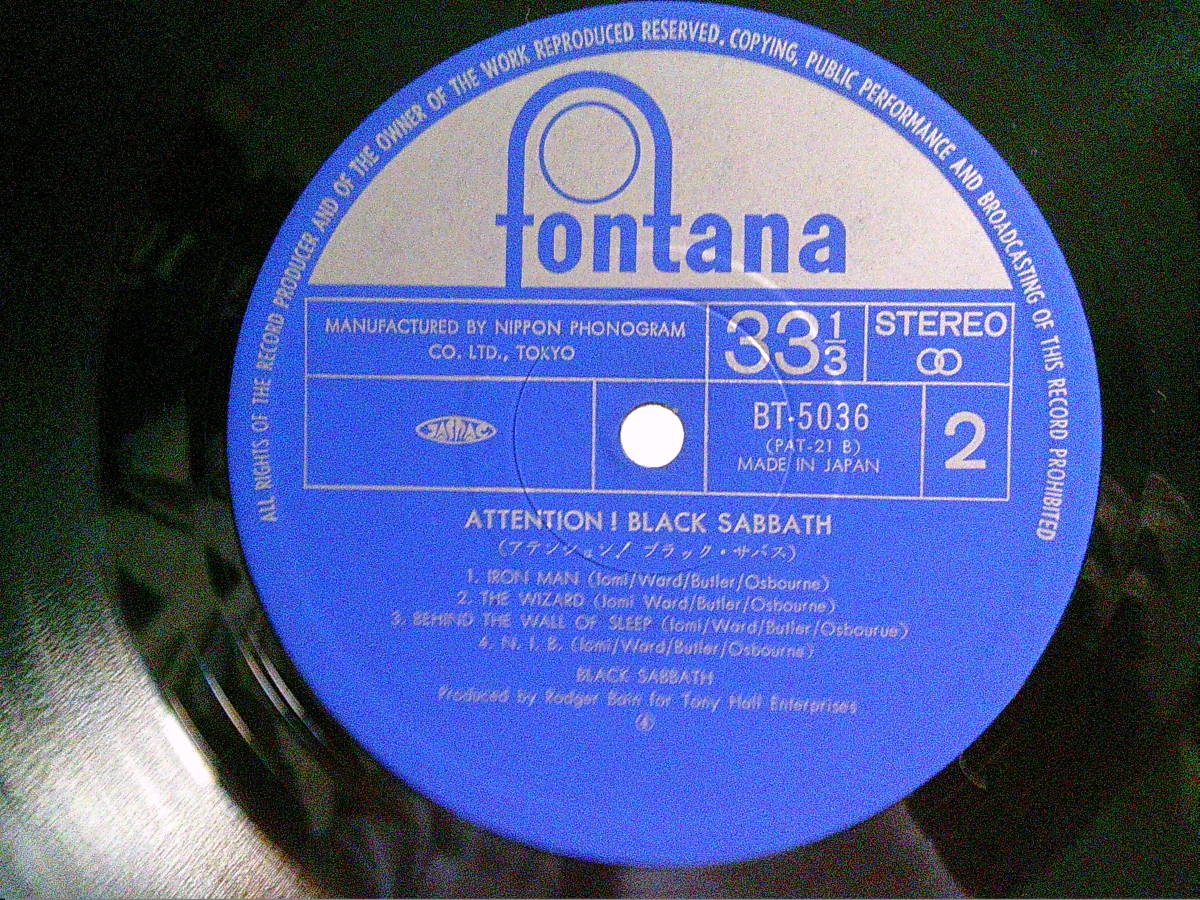 ALL RIGHTS OF THE RECORD PRODUCER AND OF THE OWNER OF THE WORK REPRODUCED RESERVED. COPYING, PUBLIC PERFORMANCE AND BROADCASTING OF THIS RECORD PROHIBITED
fontana
MANUFACTURED BY NIPPON PHONOGRAM
CO. LTD., TOKYO
33 1/3
STEREO
JASRAC
BT-5036
(PAT-21 B)
MADE IN JAPAN
2
ATTENTION! BLACK SABBATH
(アテンション! ブラック・サバス)
1. IRON MAN (Iomi/Ward/Butler/Osbourne)
2. THE WIZARD (Iomi Ward/Butler/Osbourne)
3. BEHIND THE WALL OF SLEEP (Iomi/Ward/Butler/Osbourue)
4. N. I. B. (Iomi/Ward/Butler/Osbourne)
BLACK SABBATH
Produced by Rodger Bain for Tony Hall Enterprises